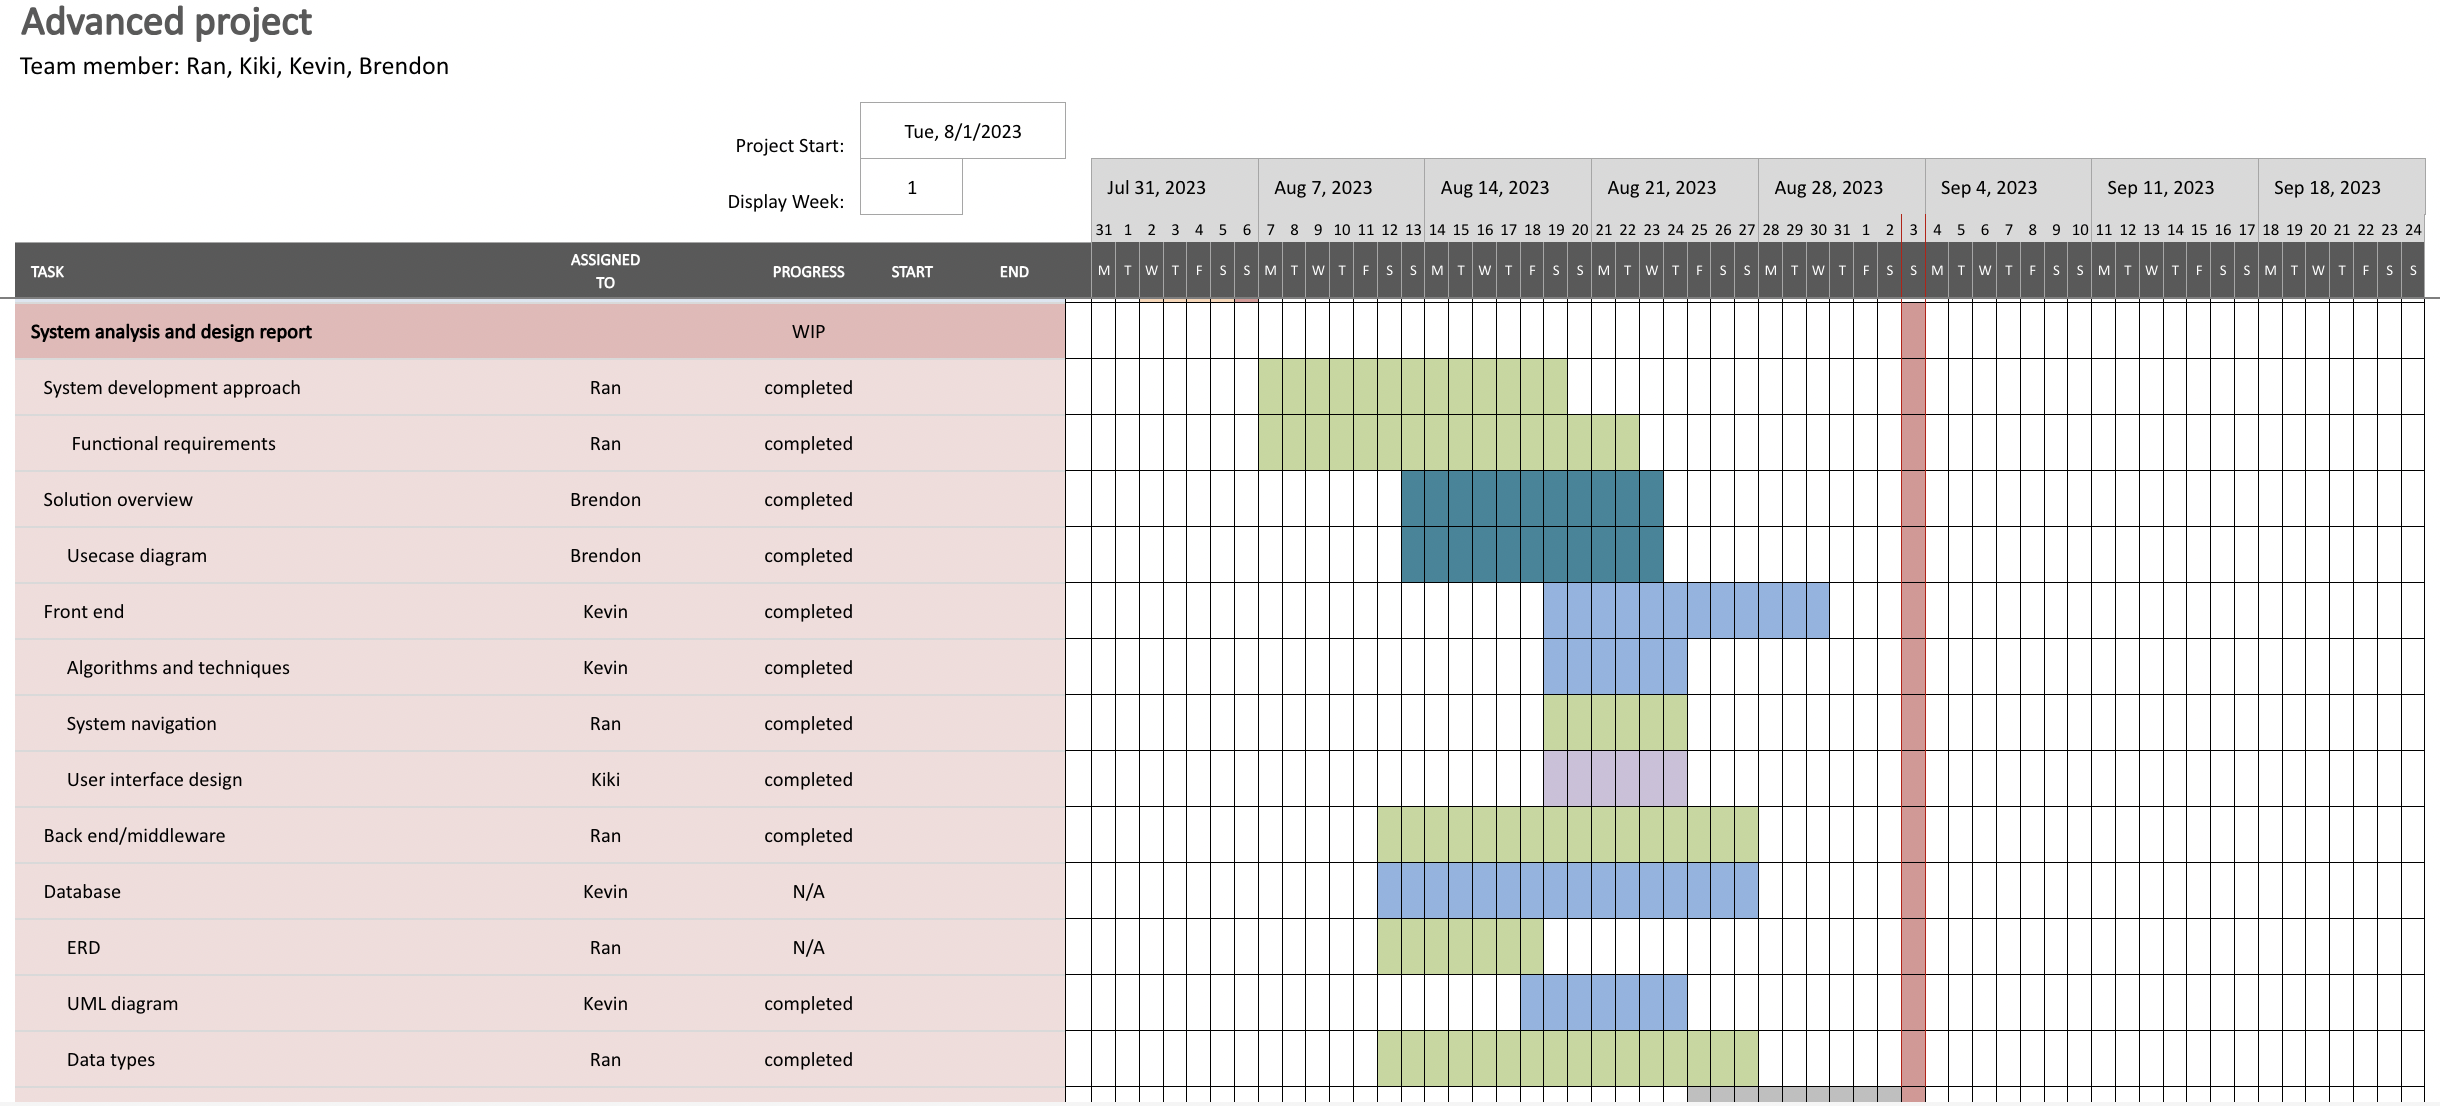 Advanced project
Team member: Ran, Kiki, Kevin, Brendon
Project Start: Tue, 8/1/2023
Display Week: 1
Jul 31, 2023 Aug 7, 2023 Aug 14, 2023 Aug 21, 2023 Aug 28, 2023 Sep 4, 2023 Sep 11, 2023 Sep 18, 2023
31 1 2 3 4 5 6 7 8 9 10 11 12 13 14 15 16 17 18 19 20 21 22 23 24 25 26 27 28 29 30 31 1 2 3 4 5 6 7 8 9 10 11 12 13 14 15 16 17 18 19 20 21 22 23 24
TASK ASSIGNED TO PROGRESS START END M T W T F S S M T W T F S S M T W T F S S M T W T F S S M T W T F S S M T W T F S S M T W T F S S M T W T F S S
System analysis and design report WIP
System development approach Ran completed
Functional requirements Ran completed
Solution overview Brendon completed
Usecase diagram Brendon completed
Front end Kevin completed
Algorithms and techniques Kevin completed
System navigation Ran completed
User interface design Kiki completed
Back end/middleware Ran completed
Database Kevin N/A
ERD Ran N/A
UML diagram Kevin completed
Data types Ran completed